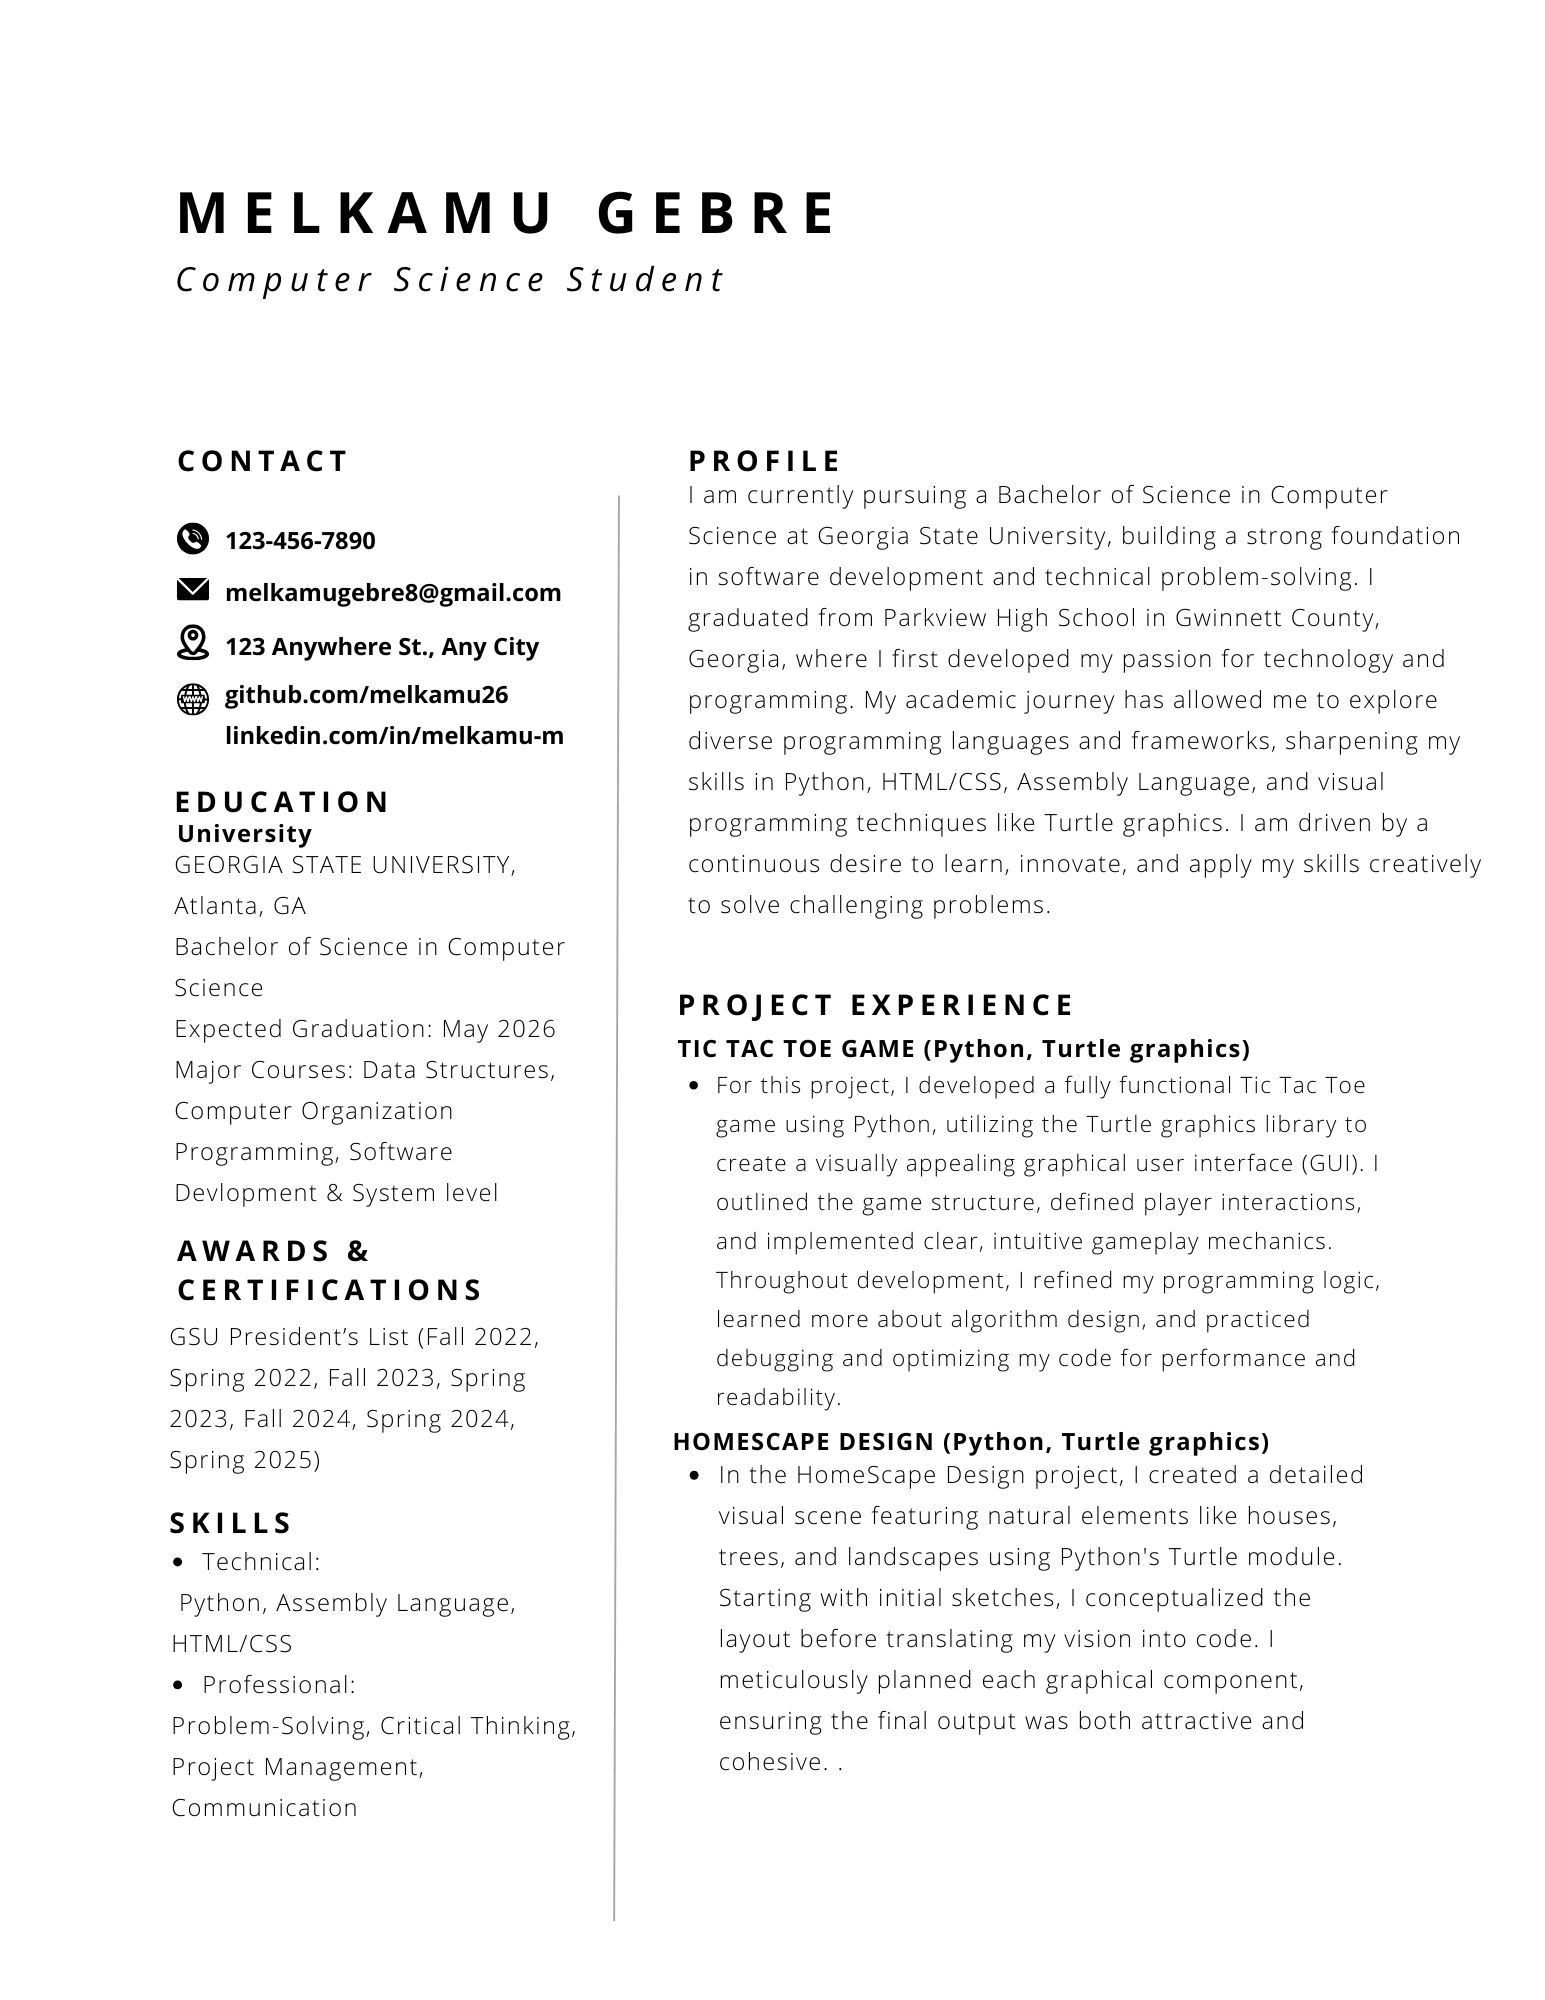 MELKAMU GEBRE
Computer Science Student
CONTACT
123-456-7890
melkamugebre8@gmail.com
123 Anywhere St., Any City
github.com/melkamu26
linkedin.com/in/melkamu-m
EDUCATION
University
GEORGIA STATE UNIVERSITY,
Atlanta, GA
Bachelor of Science in Computer
Science
Expected Graduation: May 2026
Major Courses: Data Structures,
Computer Organization
Programming, Software
Devlopment & System level
AWARDS &
CERTIFICATIONS
GSU President’s List (Fall 2022,
Spring 2022, Fall 2023, Spring
2023, Fall 2024, Spring 2024,
Spring 2025)
SKILLS
• Technical:
Python, Assembly Language,
HTML/CSS
• Professional:
Problem-Solving, Critical Thinking,
Project Management,
Communication
PROFILE
I am currently pursuing a Bachelor of Science in Computer
Science at Georgia State University, building a strong foundation
in software development and technical problem-solving. I
graduated from Parkview High School in Gwinnett County,
Georgia, where I first developed my passion for technology and
programming. My academic journey has allowed me to explore
diverse programming languages and frameworks, sharpening my
skills in Python, HTML/CSS, Assembly Language, and visual
programming techniques like Turtle graphics. I am driven by a
continuous desire to learn, innovate, and apply my skills creatively
to solve challenging problems.
PROJECT EXPERIENCE
TIC TAC TOE GAME (Python, Turtle graphics)
• For this project, I developed a fully functional Tic Tac Toe
game using Python, utilizing the Turtle graphics library to
create a visually appealing graphical user interface (GUI). I
outlined the game structure, defined player interactions,
and implemented clear, intuitive gameplay mechanics.
Throughout development, I refined my programming logic,
learned more about algorithm design, and practiced
debugging and optimizing my code for performance and
readability.
HOMESCAPE DESIGN (Python, Turtle graphics)
• In the HomeScape Design project, I created a detailed
visual scene featuring natural elements like houses,
trees, and landscapes using Python's Turtle module.
Starting with initial sketches, I conceptualized the
layout before translating my vision into code. I
meticulously planned each graphical component,
ensuring the final output was both attractive and
cohesive. .